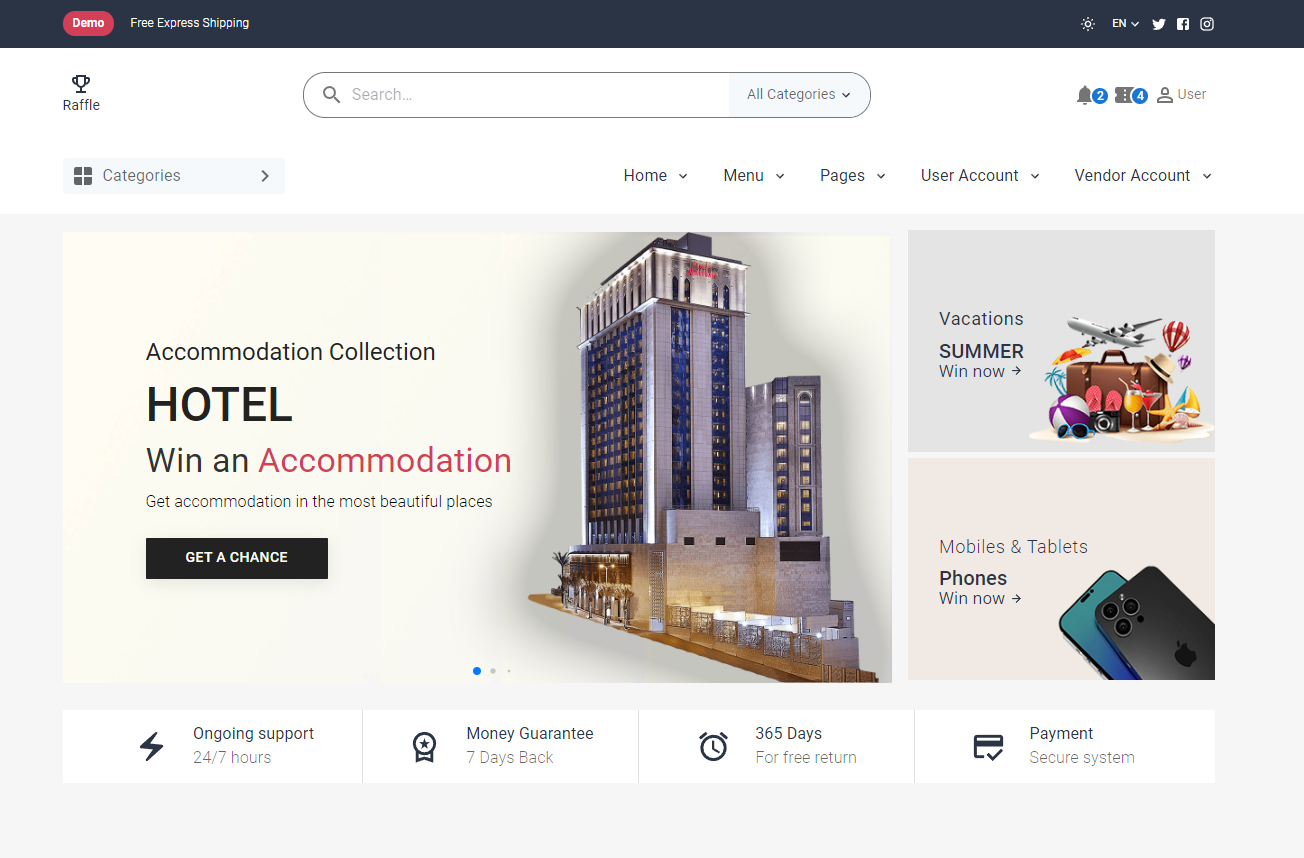 Demo
Free Express Shipping
EN
Raffle
Search...
All Categories
2
4
User
Categories
Home
Menu
Pages
User Account
Vendor Account
Accommodation Collection
HOTEL
Win an Accommodation
Get accommodation in the most beautiful places
GET A CHANCE
Vacations
SUMMER
Win now
Mobiles & Tablets
Phones
Win now
Ongoing support
24/7 hours
Money Guarantee
7 Days Back
365 Days
For free return
Payment
Secure system